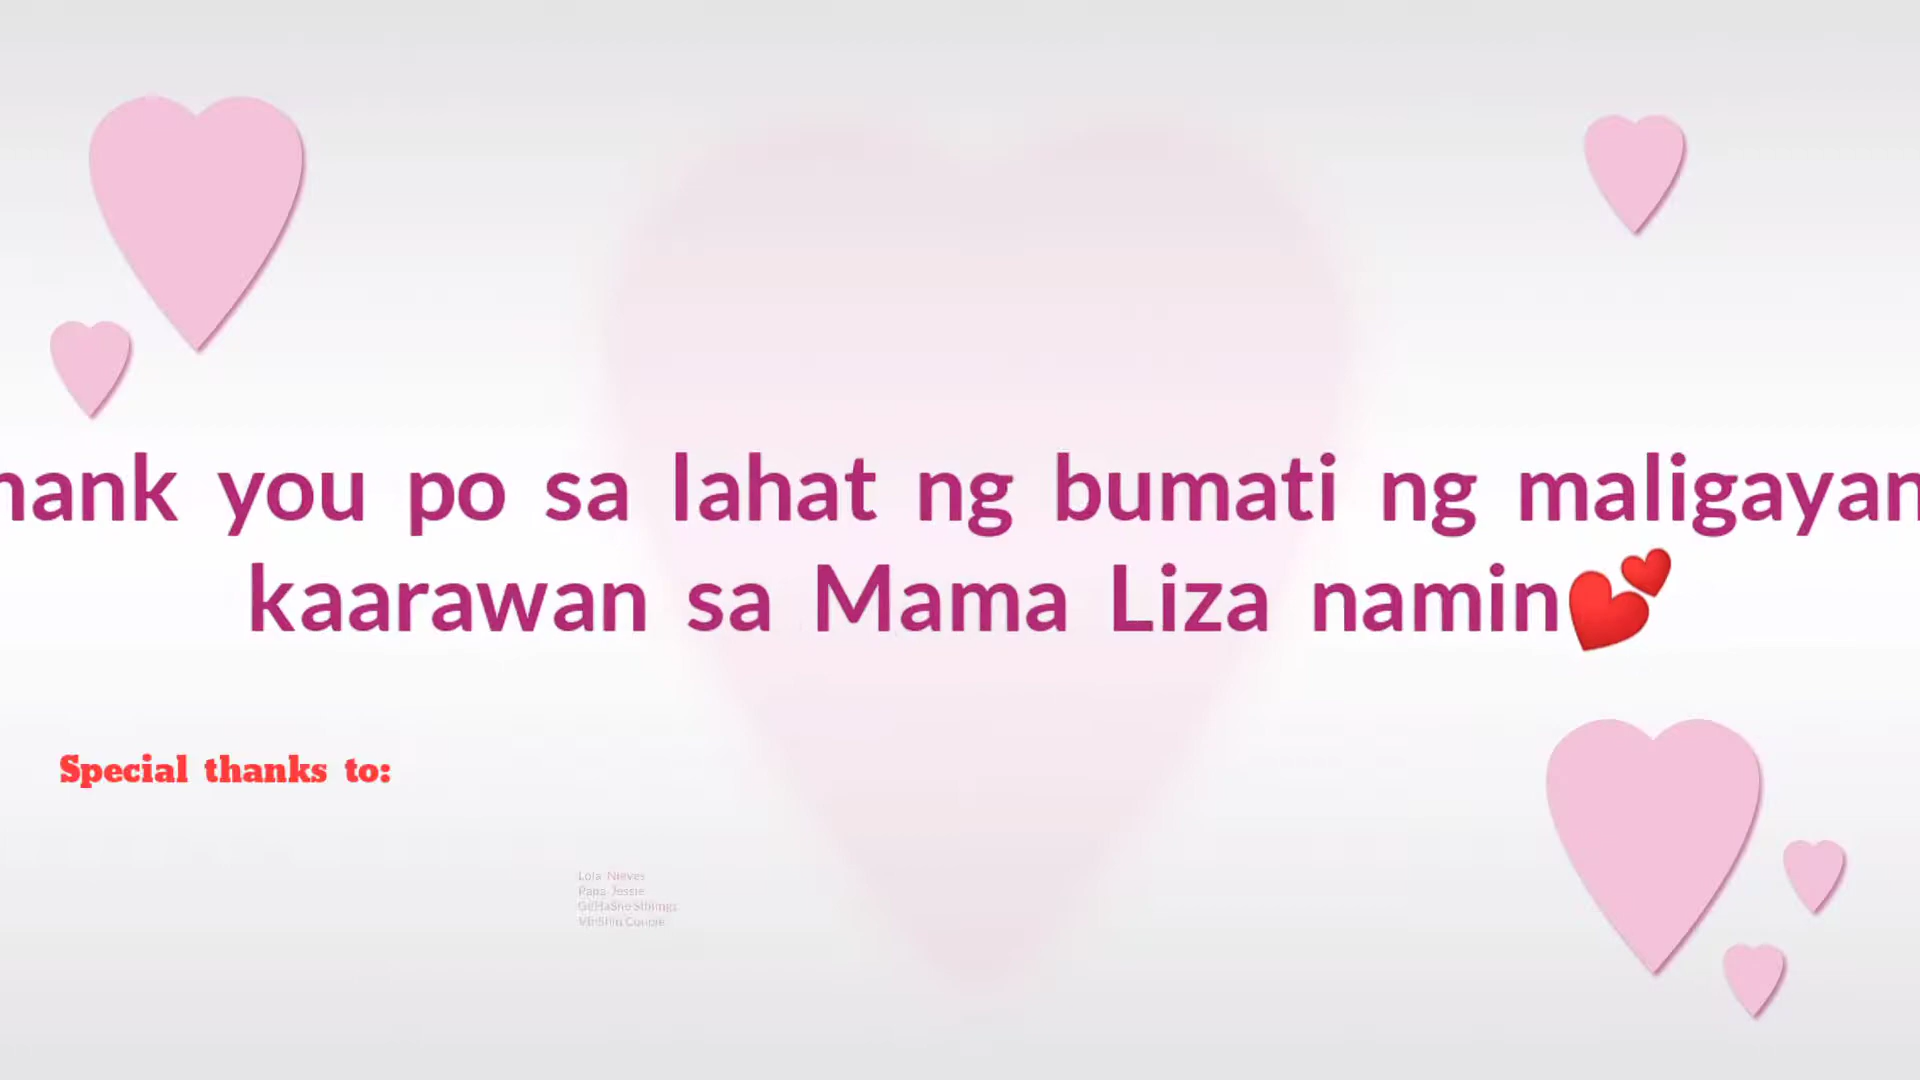 hank you po sa lahat ng bumati ng maligayan
kaarawan sa Mama Liza namin💕
Special thanks to:
Lola Nieves
Papa Jessie